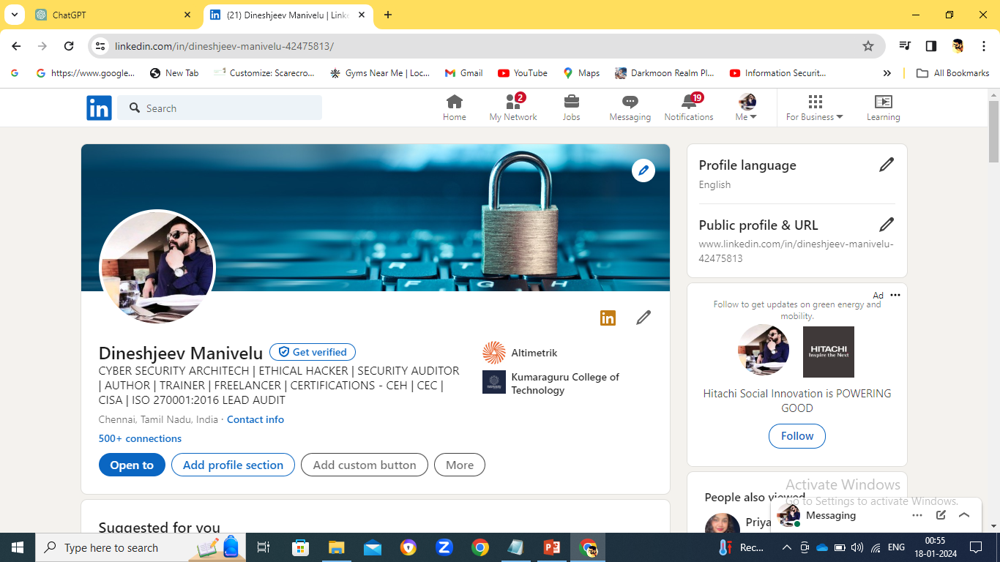 ChatGPT
(21) Dineshjeev Manivelu | Linke
linkedin.com/in/dineshjeev-manivelu-42475813/
https://www.google...
New Tab
Customize: Scarecro...
Gyms Near Me | Loc...
Gmail
YouTube
Maps
Darkmoon Realm Pl...
Information Securit...
All Bookmarks
in
Search
Home
2
My Network
Jobs
Messaging
19
Notifications
Me
For Business
Learning
R
F G H
in
Dineshjeev Manivelu
Get verified
CYBER SECURITY ARCHITECH | ETHICAL HACKER | SECURITY AUDITOR
| AUTHOR | TRAINER | FREELANCER | CERTIFICATIONS - CEH | CEC |
CISA | ISO 270001:2016 LEAD AUDIT
Chennai, Tamil Nadu, India · Contact info
500+ connections
Open to
Add profile section
Add custom button
More
Altimetrik
Kumaraguru College of
Technology
Suggested for you
Profile language
English
Public profile & URL
www.linkedin.com/in/dineshjeev-manivelu-
42475813
Ad
Follow to get updates on green energy and
mobility.
HITACHI
Inspire the Next
Hitachi Social Innovation is POWERING
GOOD
Follow
People also viewed
Priya
Activate Windows
Go to Settings to activate Windows.
Messaging
Type here to search
Rec...
ENG
00:55
18-01-2024